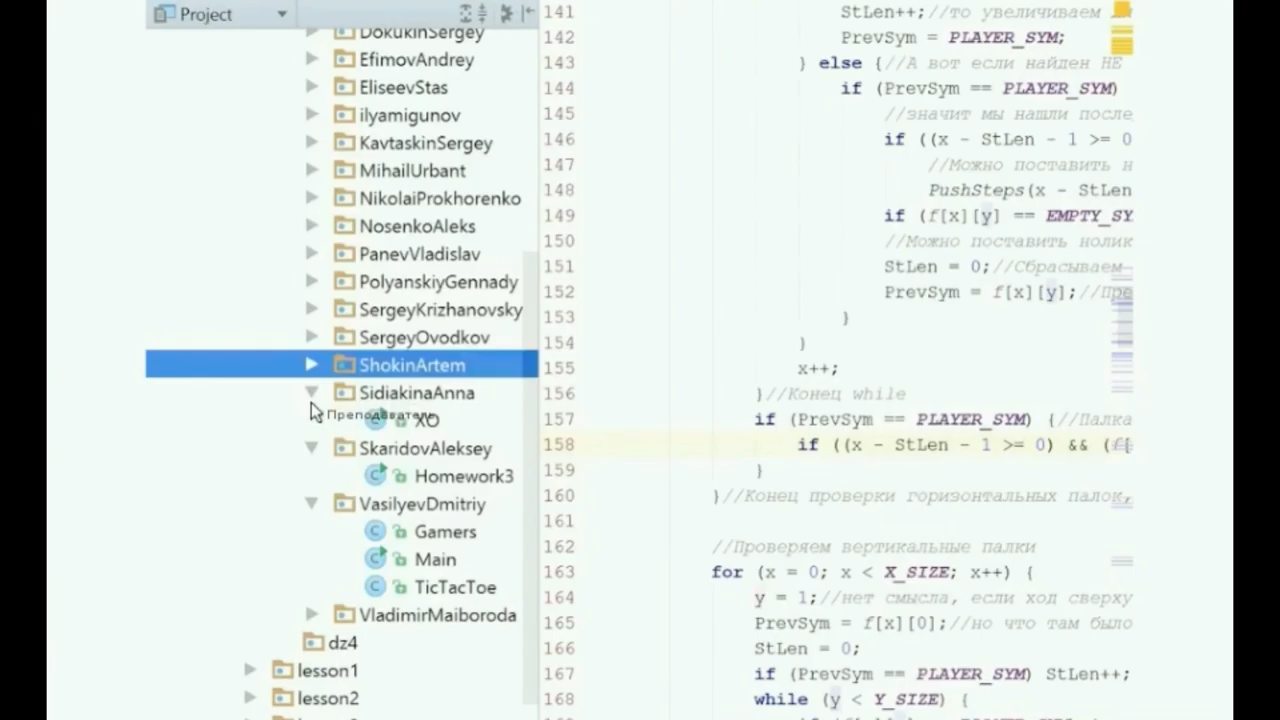 Project
DokukinSergey
EfimovAndrey
EliseevStas
ilyamigunov
KavtaskinSergey
MihailUrbant
NikolaiProkhorenko
NosenkoAleks
PanevVladislav
PolyanskiyGennady
SergeyKrizhanovsky
SergeyOvodkov
ShokinArtem
SidiakinaAnna
Преподаватель
XO
SkaridovAleksey
Homework3
VasilyevDmitriy
Gamers
Main
TicTacToe
VladimirMaiboroda
dz4
lesson1
lesson2
141 StLen++;//то увеличиваем
142 PrevSym = PLAYER_SYM;
143 } else {//А вот если найден НЕ
144 if (PrevSym == PLAYER_SYM)
145 //значит мы нашли после
146 if ((x - StLen - 1 >= 0
147 //Можно поставить н
148 PushSteps(x - StLen
149 if (f[x][y] == EMPTY_SY
150 //Можно поставить нолик
151 StLen = 0;//Сбрасываем
152 PrevSym = f[x][y];//Пре
153 }
154 }
155 x++;
156 }//Конец while
157 if (PrevSym == PLAYER_SYM) {//Палка
158 if ((x - StLen - 1 >= 0) && (f[
159 }
160 }//Конец проверки горизонтальных палок,
161
162 //Проверяем вертикальные палки
163 for (x = 0; x < X_SIZE; x++) {
164 y = 1;//нет смысла, если ход сверху
165 PrevSym = f[x][0];//но что там было
166 StLen = 0;
167 if (PrevSym == PLAYER_SYM) StLen++;
168 while (y < Y_SIZE) {